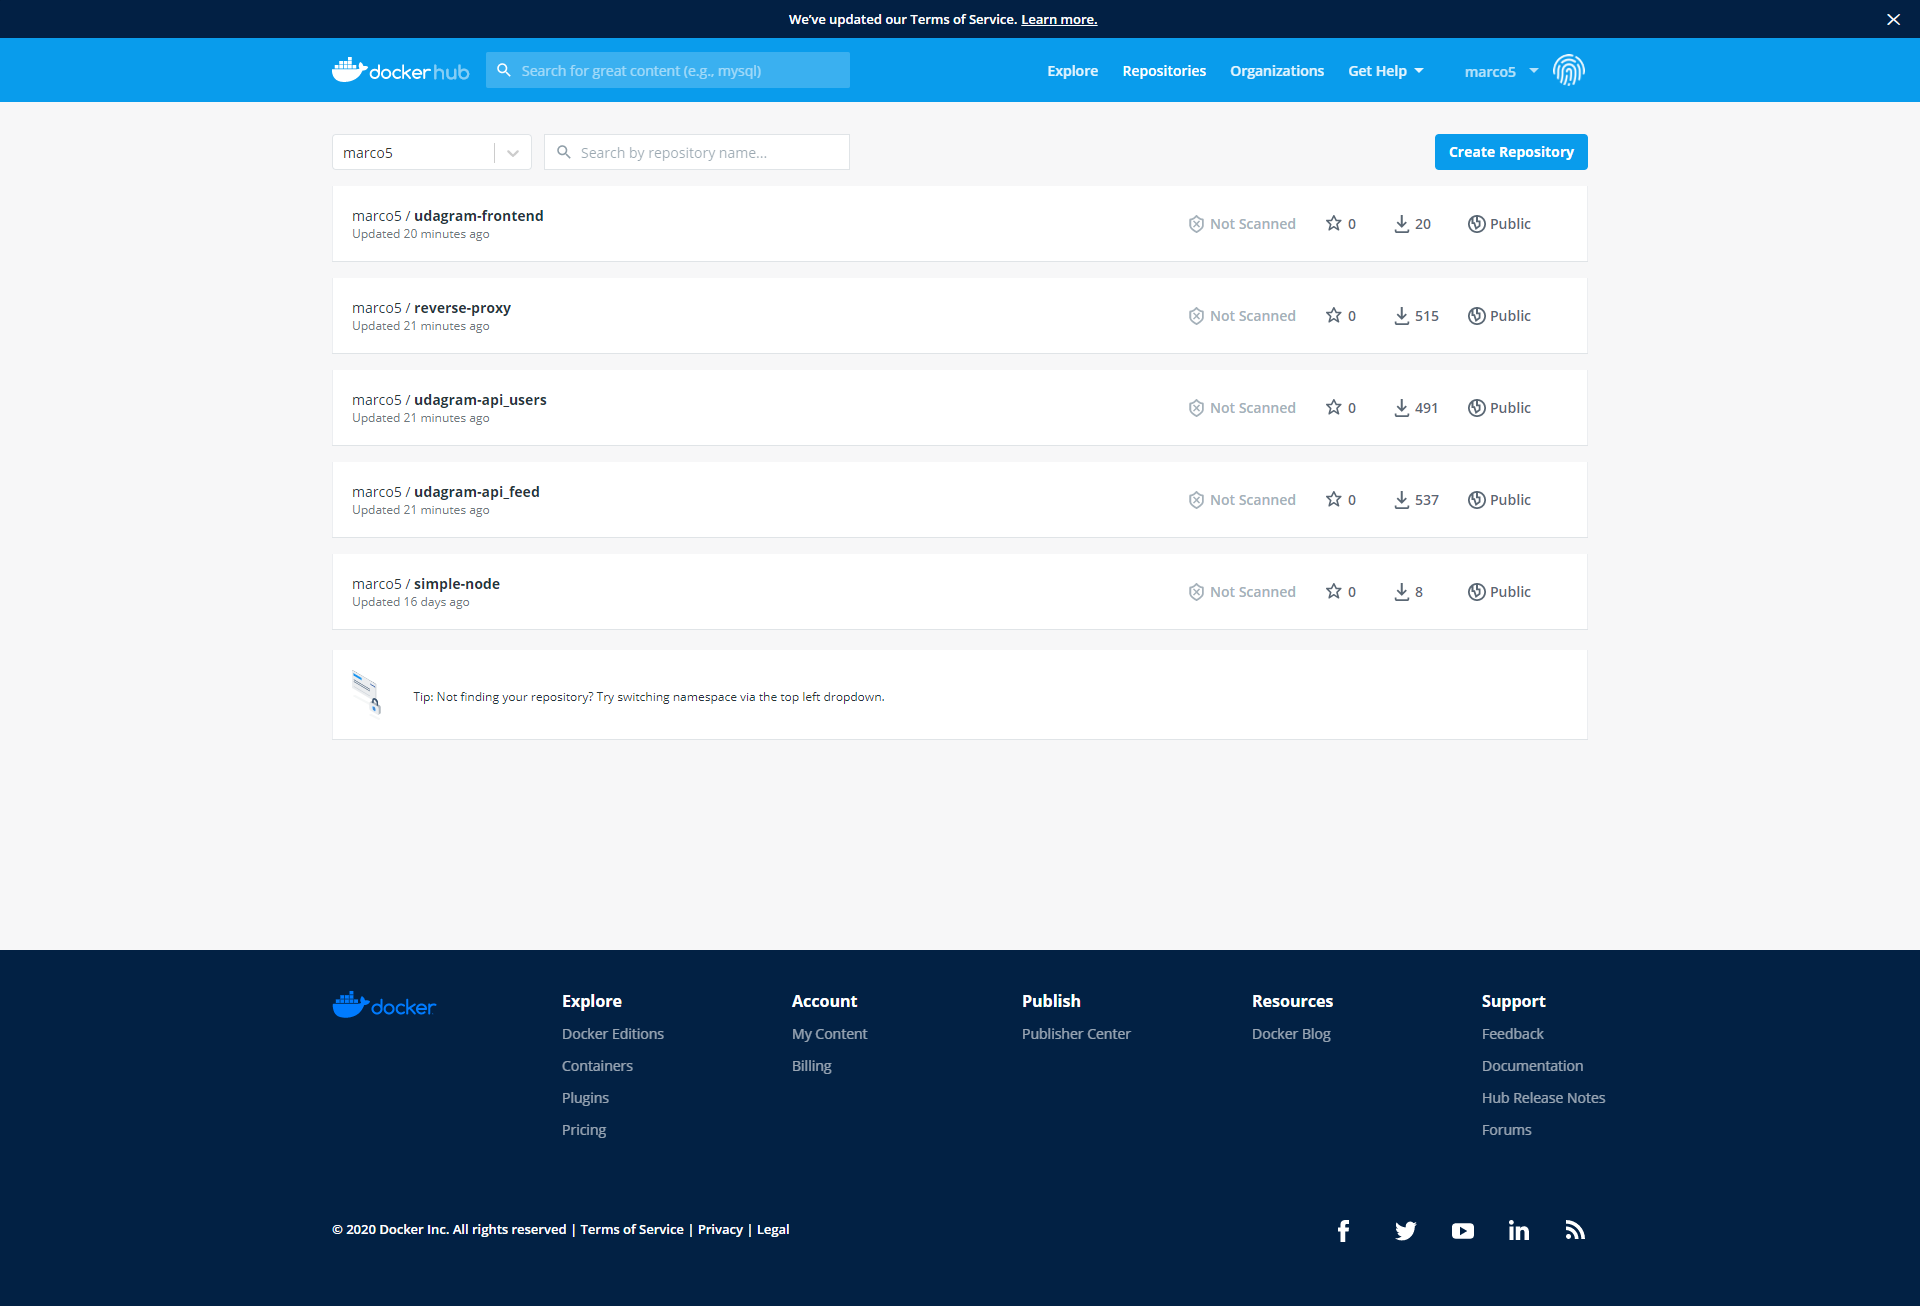 We've updated our Terms of Service. Learn more.
docker hub
Search for great content (e.g., mysql)
Explore
Repositories
Organizations
Get Help
marco5
marco5
Search by repository name...
Create Repository
marco5 / udagram-frontend
Updated 20 minutes ago
Not Scanned
0
20
Public
marco5 / reverse-proxy
Updated 21 minutes ago
Not Scanned
0
515
Public
marco5 / udagram-api_users
Updated 21 minutes ago
Not Scanned
0
491
Public
marco5 / udagram-api_feed
Updated 21 minutes ago
Not Scanned
0
537
Public
marco5 / simple-node
Updated 16 days ago
Not Scanned
0
8
Public
Tip: Not finding your repository? Try switching namespace via the top left dropdown.
docker
Explore
Docker Editions
Containers
Plugins
Pricing
Account
My Content
Billing
Publish
Publisher Center
Resources
Docker Blog
Support
Feedback
Documentation
Hub Release Notes
Forums
© 2020 Docker Inc. All rights reserved | Terms of Service | Privacy | Legal